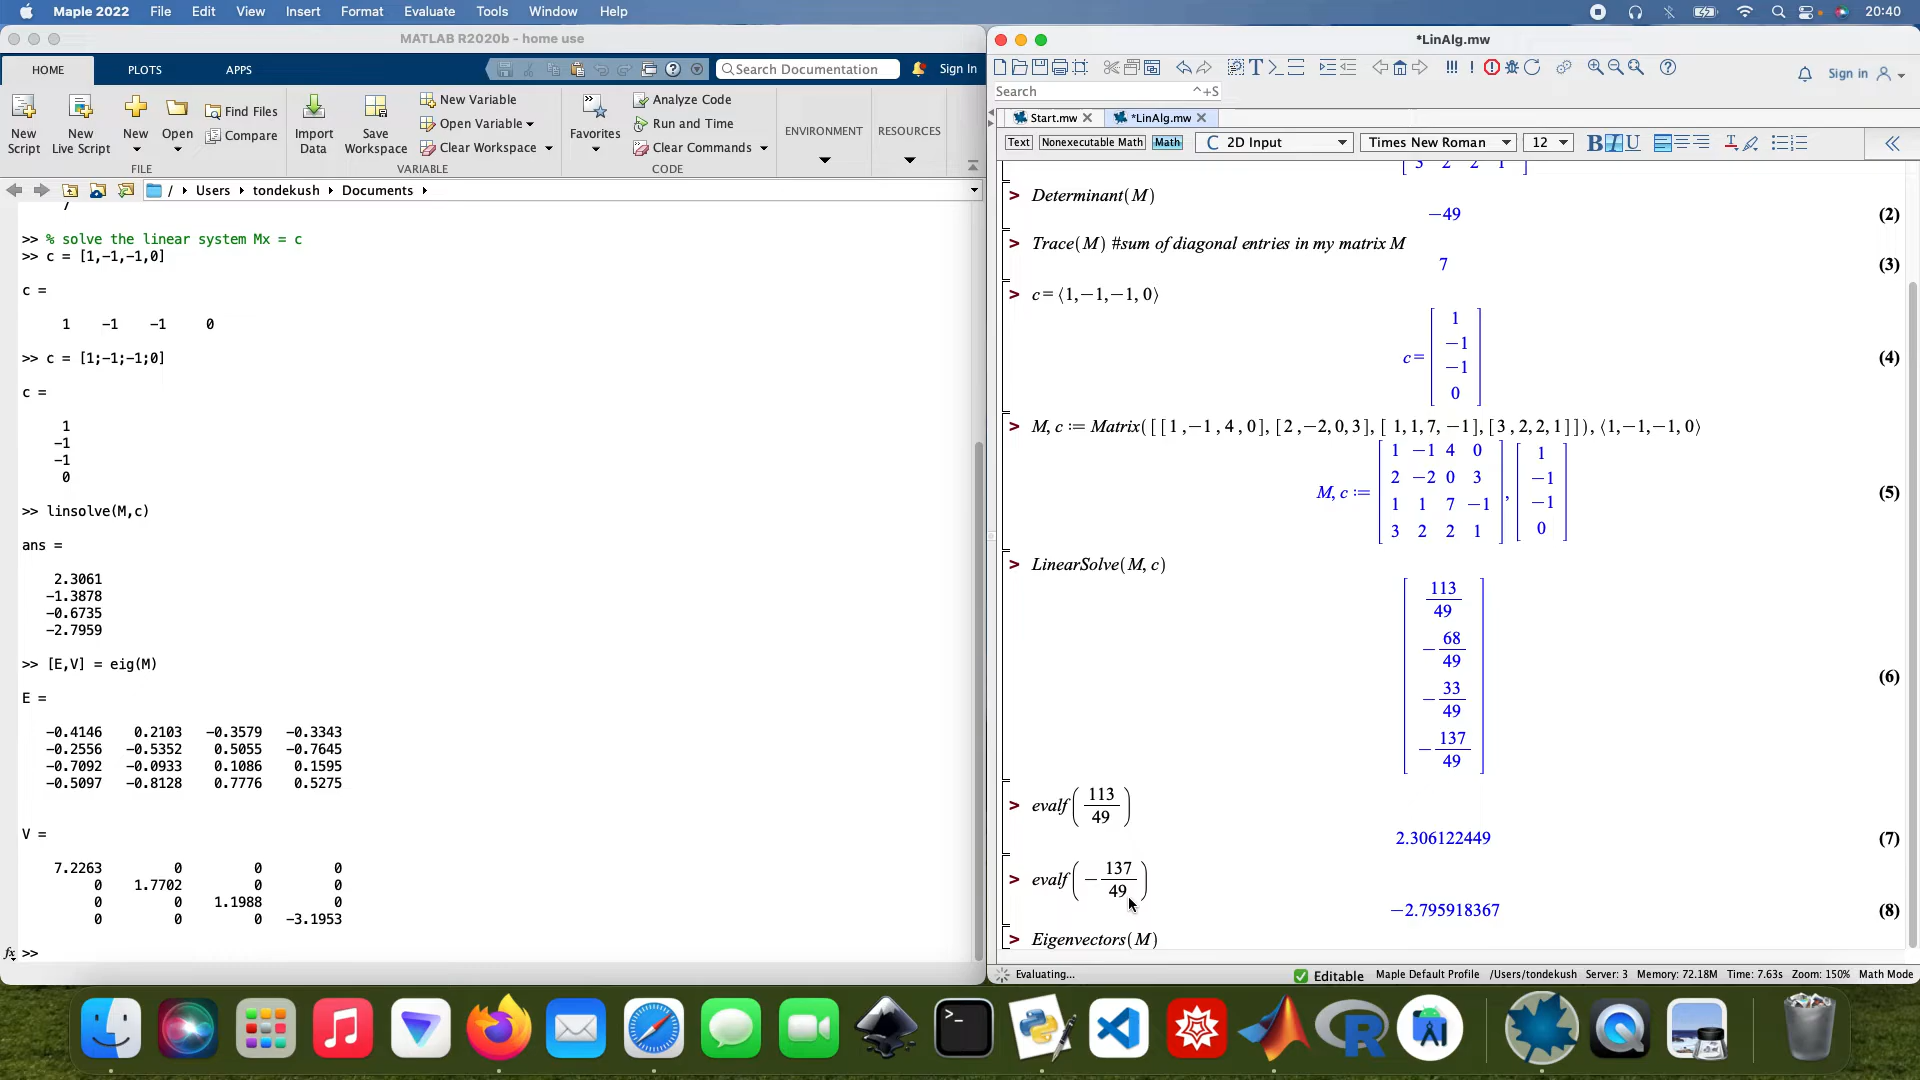 Maple 2022 File Edit View Insert Format Evaluate Tools Window Help 20:40
MATLAB R2020b - home use
HOME PLOTS APPS Search Documentation Sign In
New Script
New Live Script
New
Open
Find Files
Compare
FILE
Import Data
Save Workspace
New Variable
Open Variable
Clear Workspace
VARIABLE
Favorites
Analyze Code
Run and Time
Clear Commands
CODE
ENVIRONMENT
RESOURCES
/ Users tondekush Documents
>> % solve the linear system Mx = c
>> c = [1,-1,-1,0]
c =
1 -1 -1 0
>> c = [1;-1;-1;0]
c =
1
-1
-1
0
>> linsolve(M,c)
ans =
2.3061
-1.3878
-0.6735
-2.7959
>> [E,V] = eig(M)
E =
-0.4146 0.2103 -0.3579 -0.3343
-0.2556 -0.5352 0.5055 -0.7645
-0.7092 -0.0933 0.1086 0.1595
-0.5097 -0.8128 0.7776 0.5275
V =
7.2263 0 0 0
0 1.7702 0 0
0 0 1.1988 0
0 0 0 -3.1953
fx >>
*LinAlg.mw
Sign in
Search ^+S
Start.mw *LinAlg.mw
Text Nonexecutable Math Math C 2D Input Times New Roman 12 B I U
3 2 2 1
> Determinant(M)
−49 (2)
> Trace(M) #sum of diagonal entries in my matrix M
7 (3)
> c=⟨1,−1,−1, 0⟩
1
−1
c= (4)
−1
0
> M, c := Matrix([[1 ,−1 , 4 , 0], [2 ,−2, 0, 3], [ 1, 1, 7, −1], [3 , 2, 2, 1]]), ⟨1,−1,−1, 0⟩
1 −1 4 0 1
2 −2 0 3 −1
M, c := , (5)
1 1 7 −1 −1
3 2 2 1 0
> LinearSolve(M, c)
113
49
− 68
49
(6)
− 33
49
− 137
49
> evalf( 113
49 )
2.306122449 (7)
> evalf( − 137
49 )
−2.795918367 (8)
> Eigenvectors(M)
Evaluating... Editable Maple Default Profile /Users/tondekush Server: 3 Memory: 72.18M Time: 7.63s Zoom: 150% Math Mode